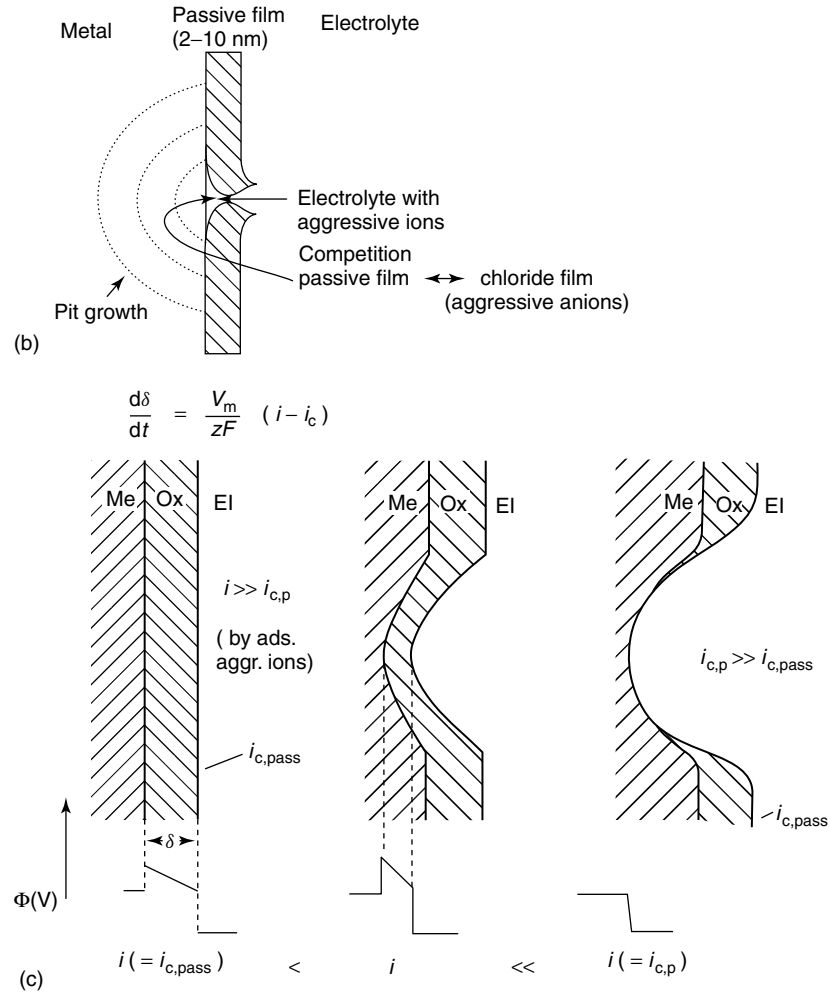 Metal
Passive film
(2–10 nm)
Electrolyte
Electrolyte with
aggressive ions
Competition
passive film ↔ chloride film
(aggressive anions)
Pit growth
(b)
dδ/dt = V_m/zF ( i – i_c )
Me Ox El
i >> i_c,p
( by ads.
aggr. ions)
i_c,pass
δ
Me Ox El
Me Ox El
i_c,p >> i_c,pass
i_c,pass
Φ(V)
i ( = i_c,pass ) < i << i ( = i_c,p )
(c)